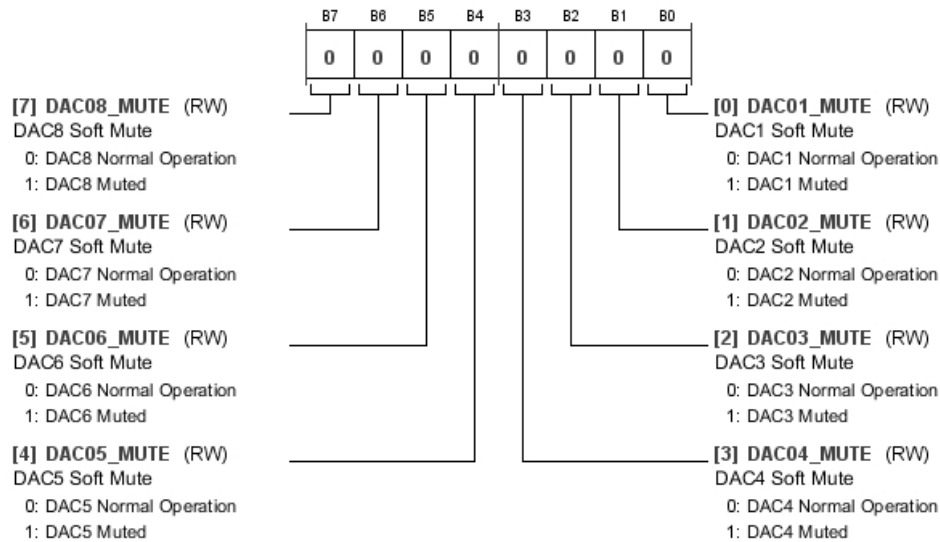 B7 B6 B5 B4 B3 B2 B1 B0
0 0 0 0 0 0 0 0
[7] DAC08_MUTE (RW)
DAC8 Soft Mute
0: DAC8 Normal Operation
1: DAC8 Muted
[6] DAC07_MUTE (RW)
DAC7 Soft Mute
0: DAC7 Normal Operation
1: DAC7 Muted
[5] DAC06_MUTE (RW)
DAC6 Soft Mute
0: DAC6 Normal Operation
1: DAC6 Muted
[4] DAC05_MUTE (RW)
DAC5 Soft Mute
0: DAC5 Normal Operation
1: DAC5 Muted
[0] DAC01_MUTE (RW)
DAC1 Soft Mute
0: DAC1 Normal Operation
1: DAC1 Muted
[1] DAC02_MUTE (RW)
DAC2 Soft Mute
0: DAC2 Normal Operation
1: DAC2 Muted
[2] DAC03_MUTE (RW)
DAC3 Soft Mute
0: DAC3 Normal Operation
1: DAC3 Muted
[3] DAC04_MUTE (RW)
DAC4 Soft Mute
0: DAC4 Normal Operation
1: DAC4 Muted